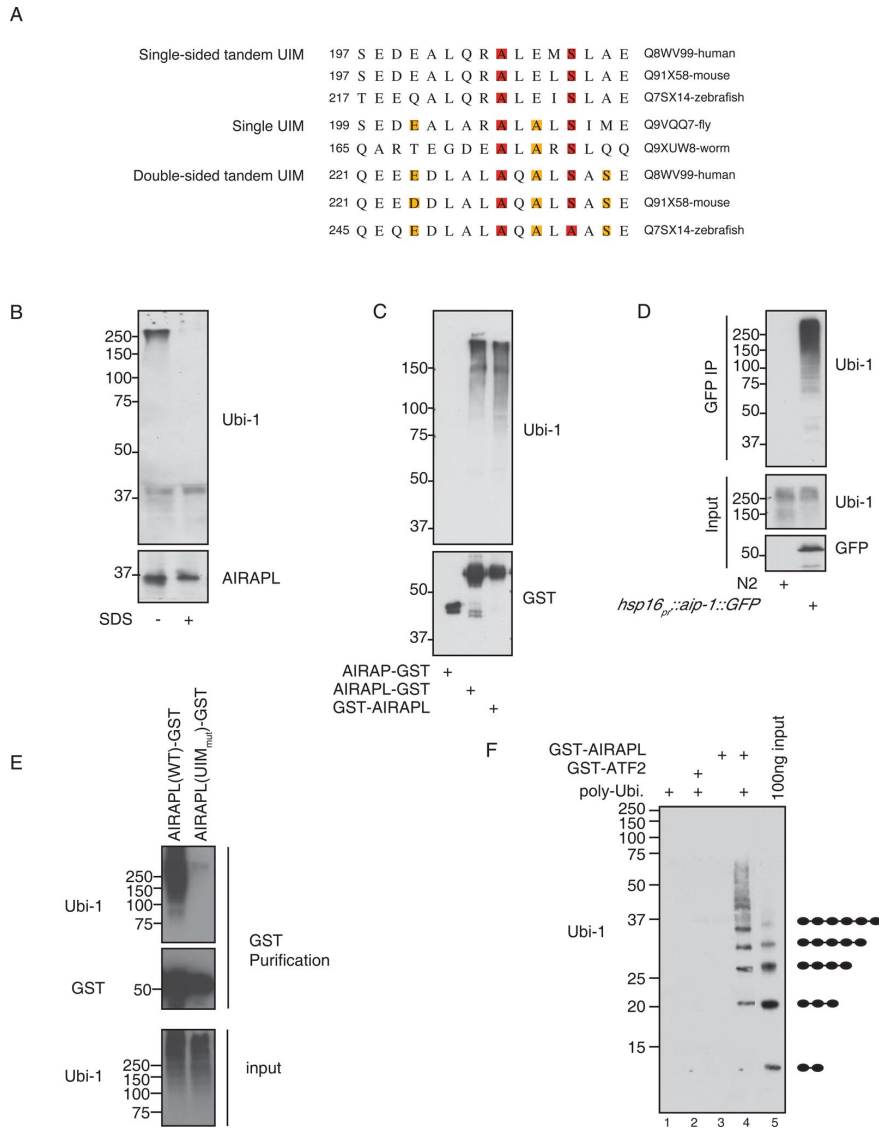 A
Single-sided tandem UIM 197 S E D E A L Q R A L E M S L A E Q8WV99-human
197 S E D E A L Q R A L E L S L A E Q91X58-mouse
217 T E E Q A L Q R A L E I S L A E Q7SX14-zebrafish
Single UIM 199 S E D E A L A R A L A L S I M E Q9VQQ7-fly
165 Q A R T E G D E A L A R S L Q Q Q9XUW8-worm
Double-sided tandem UIM 221 Q E E E D L A L A Q A L S A S E Q8WV99-human
221 Q E E D D L A L A Q A L S A S E Q91X58-mouse
245 Q E Q E D L A L A Q A L A A S E Q7SX14-zebrafish
B
250
150
100
75
50
37
Ubi-1
37
AIRAPL
SDS - +
C
150
100
75
50
37
Ubi-1
50
37
GST
AIRAP-GST +
AIRAPL-GST +
GST-AIRAPL +
D
GFP IP
250
150
100
75
50
37
Ubi-1
Input
250
150
Ubi-1
50
GFP
N2 +
hsp16pr::aip-1::GFP +
E
AIRAPL(WT)-GST
AIRAPL(UIMmut)-GST
Ubi-1
250
150
100
75
GST
50
GST
Purification
Ubi-1
250
150
100
75
input
F
GST-AIRAPL + +
GST-ATF2 +
poly-Ubi. + + +
100ng input
250
150
100
75
50
37
25
20
15
Ubi-1
1 2 3 4 5